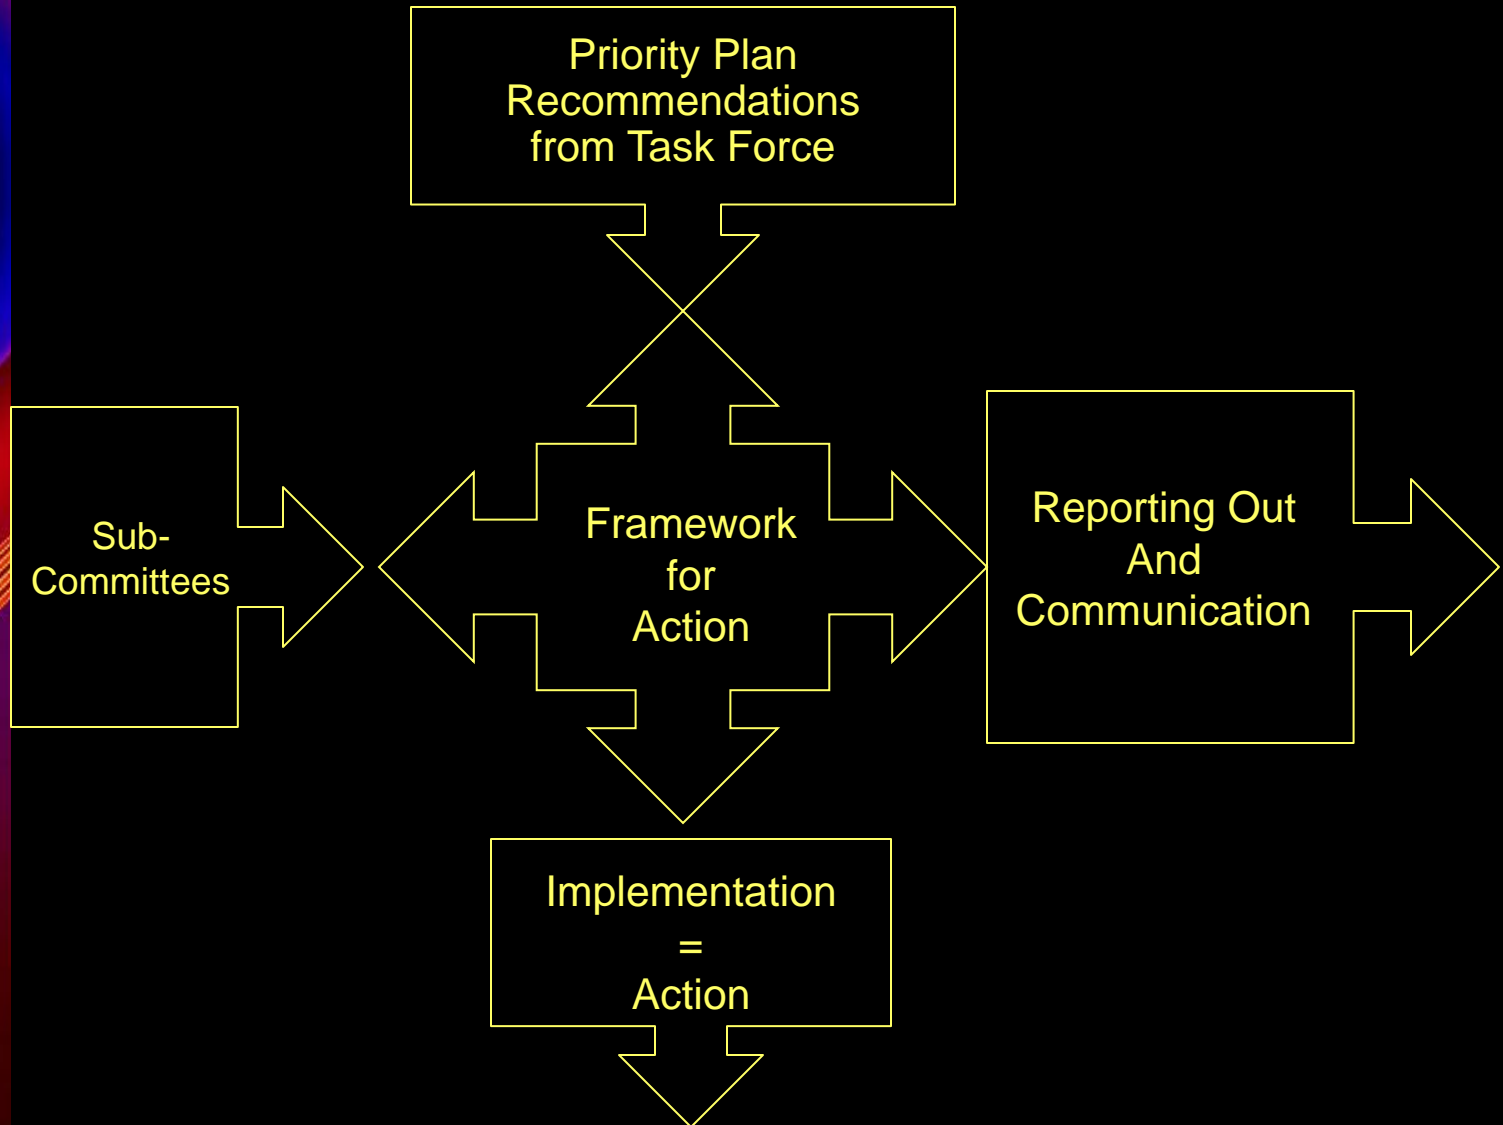 Priority Plan
Recommendations
from Task Force
Sub-
Committees
Framework
for
Action
Reporting Out
And
Communication
Implementation
=
Action